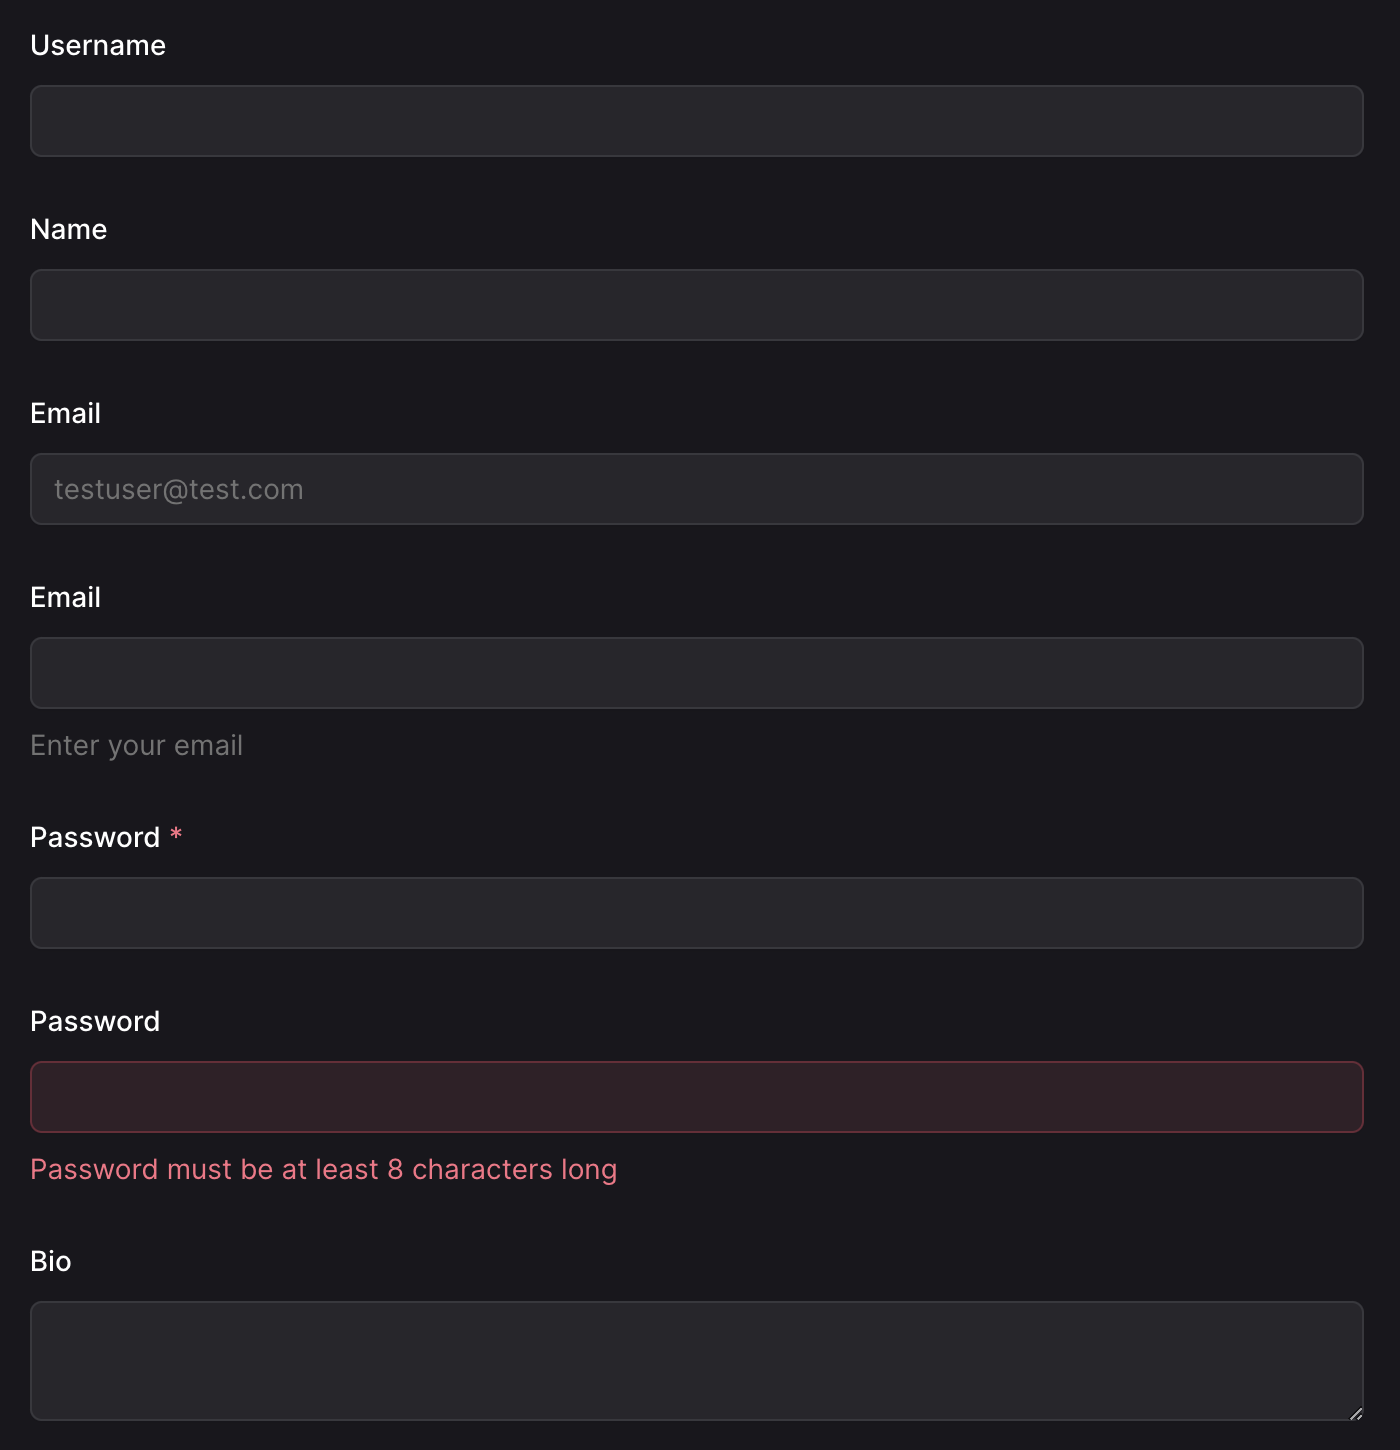 Username
Name
Email
testuser@test.com
Email
Enter your email
Password *
Password
Password must be at least 8 characters long
Bio